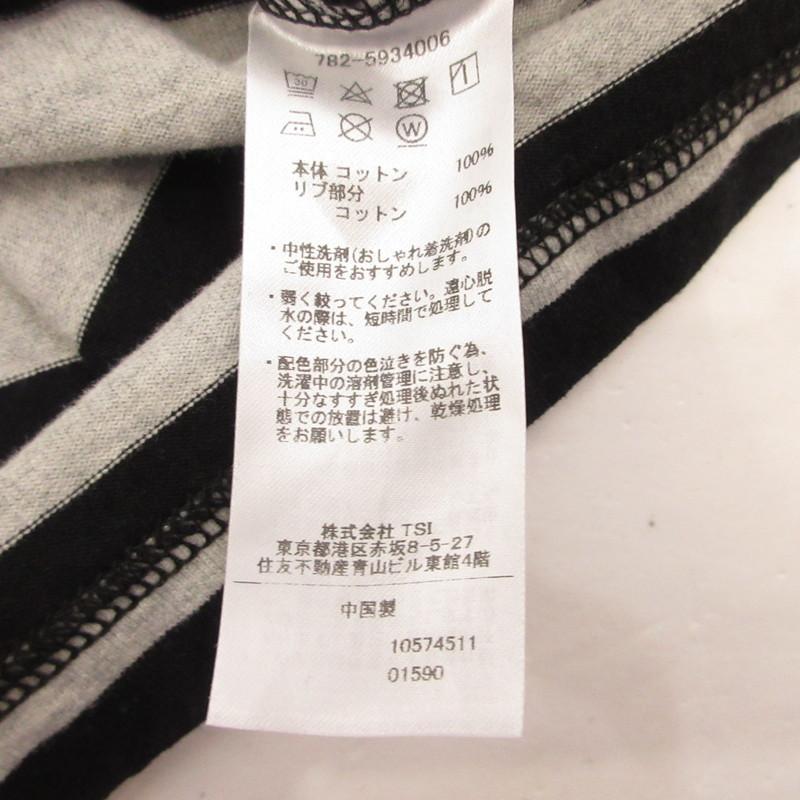 782-5934006
30
W
本体 コットン 100%
リブ部分
コットン 100%
・中性洗剤(おしゃれ着洗剤)の
ご使用をおすすめします。
・弱く絞ってください。遠心脱
水の際は、短時間で処理して
ください。
・配色部分の色泣きを防ぐ為、
洗濯中の溶剤管理に注意し、
十分なすすぎ処理後ぬれた状
態での放置は避け、乾燥処理
をお願いします。
株式会社 TSI
東京都港区赤坂8-5-27
住友不動産青山ビル東館4階
中国製
10574511
01590